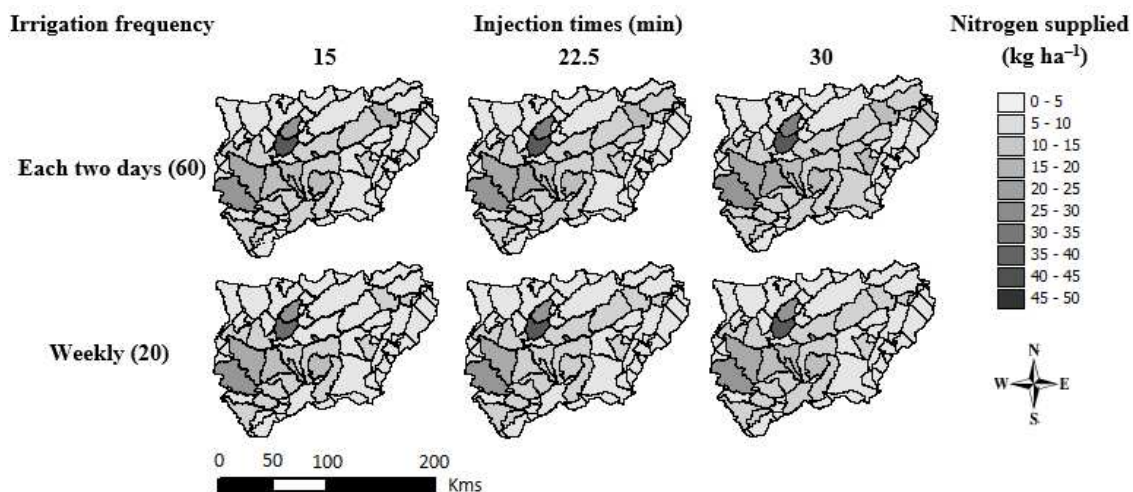 Irrigation frequency
Injection times (min)
Nitrogen supplied
(kg ha⁻¹)
15
22.5
30
Each two days (60)
Weekly (20)
0 - 5
5 - 10
10 - 15
15 - 20
20 - 25
25 - 30
30 - 35
35 - 40
40 - 45
45 - 50
N
W
E
S
0
50
100
200
Kms